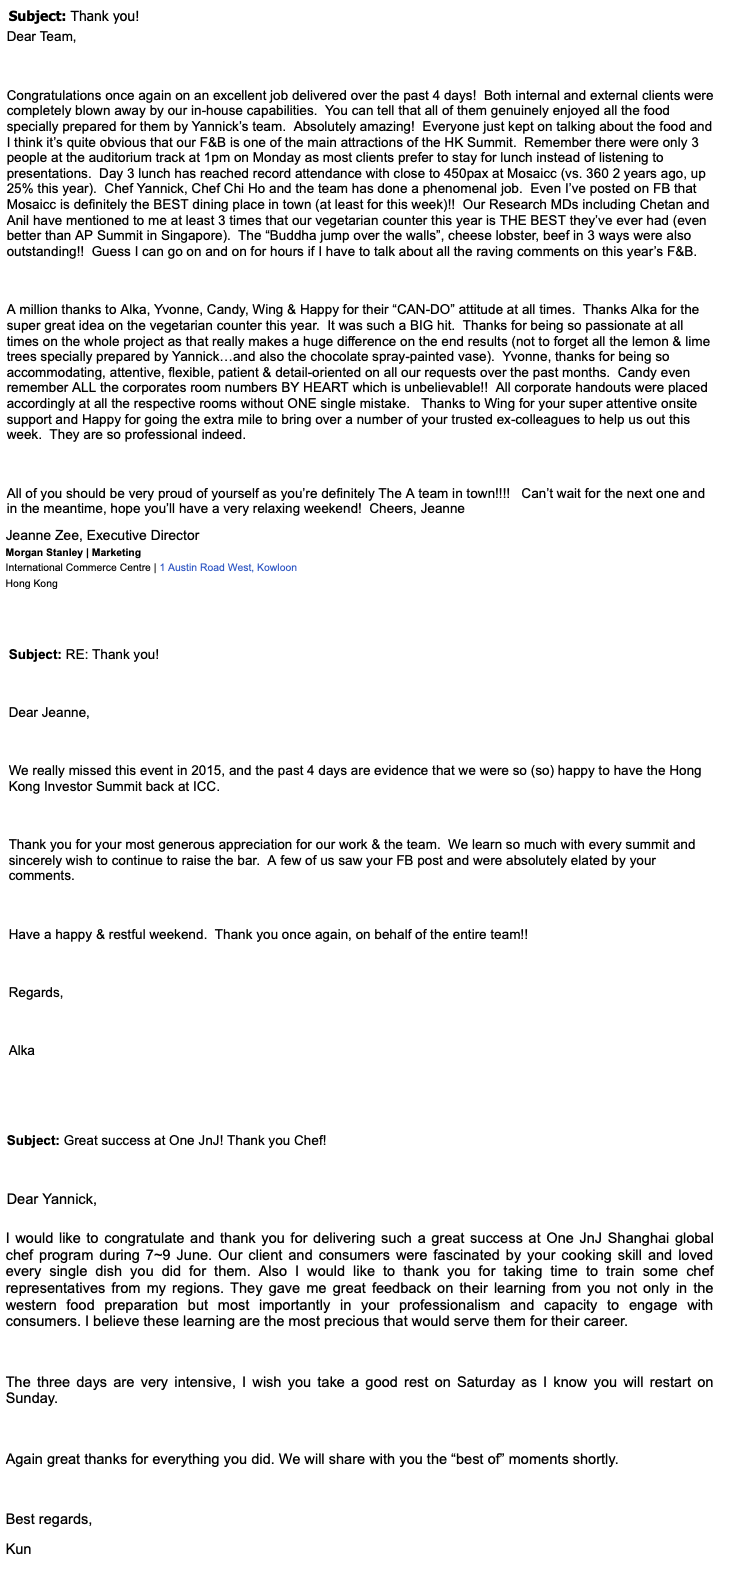 Subject: Thank you!
Dear Team,
Congratulations once again on an excellent job delivered over the past 4 days!  Both internal and external clients were
completely blown away by our in-house capabilities.  You can tell that all of them genuinely enjoyed all the food
specially prepared for them by Yannick's team.  Absolutely amazing!  Everyone just kept on talking about the food and
I think it's quite obvious that our F&B is one of the main attractions of the HK Summit.  Remember there were only 3
people at the auditorium track at 1pm on Monday as most clients prefer to stay for lunch instead of listening to
presentations.  Day 3 lunch has reached record attendance with close to 450pax at Mosaicc (vs. 360 2 years ago, up
25% this year).  Chef Yannick, Chef Chi Ho and the team has done a phenomenal job.  Even I've posted on FB that
Mosaicc is definitely the BEST dining place in town (at least for this week)!!  Our Research MDs including Chetan and
Anil have mentioned to me at least 3 times that our vegetarian counter this year is THE BEST they've ever had (even
better than AP Summit in Singapore).  The "Buddha jump over the walls", cheese lobster, beef in 3 ways were also
outstanding!!  Guess I can go on and on for hours if I have to talk about all the raving comments on this year's F&B.
A million thanks to Alka, Yvonne, Candy, Wing & Happy for their "CAN-DO" attitude at all times.  Thanks Alka for the
super great idea on the vegetarian counter this year.  It was such a BIG hit.  Thanks for being so passionate at all
times on the whole project as that really makes a huge difference on the end results (not to forget all the lemon & lime
trees specially prepared by Yannick…and also the chocolate spray-painted vase).  Yvonne, thanks for being so
accommodating, attentive, flexible, patient & detail-oriented on all our requests over the past months.  Candy even
remember ALL the corporates room numbers BY HEART which is unbelievable!!  All corporate handouts were placed
accordingly at all the respective rooms without ONE single mistake.   Thanks to Wing for your super attentive onsite
support and Happy for going the extra mile to bring over a number of your trusted ex-colleagues to help us out this
week.  They are so professional indeed.
All of you should be very proud of yourself as you're definitely The A team in town!!!!   Can't wait for the next one and
in the meantime, hope you'll have a very relaxing weekend!  Cheers, Jeanne
Jeanne Zee, Executive Director
Morgan Stanley | Marketing
International Commerce Centre | 1 Austin Road West, Kowloon
Hong Kong
Subject: RE: Thank you!
Dear Jeanne,
We really missed this event in 2015, and the past 4 days are evidence that we were so (so) happy to have the Hong
Kong Investor Summit back at ICC.
Thank you for your most generous appreciation for our work & the team.  We learn so much with every summit and
sincerely wish to continue to raise the bar.  A few of us saw your FB post and were absolutely elated by your
comments.
Have a happy & restful weekend.  Thank you once again, on behalf of the entire team!!
Regards,
Alka
Subject: Great success at One JnJ! Thank you Chef!
Dear Yannick,
I would like to congratulate and thank you for delivering such a great success at One JnJ Shanghai global
chef program during 7~9 June. Our client and consumers were fascinated by your cooking skill and loved
every single dish you did for them. Also I would like to thank you for taking time to train some chef
representatives from my regions. They gave me great feedback on their learning from you not only in the
western food preparation but most importantly in your professionalism and capacity to engage with
consumers. I believe these learning are the most precious that would serve them for their career.
The three days are very intensive, I wish you take a good rest on Saturday as I know you will restart on
Sunday.
Again great thanks for everything you did. We will share with you the "best of" moments shortly.
Best regards,
Kun